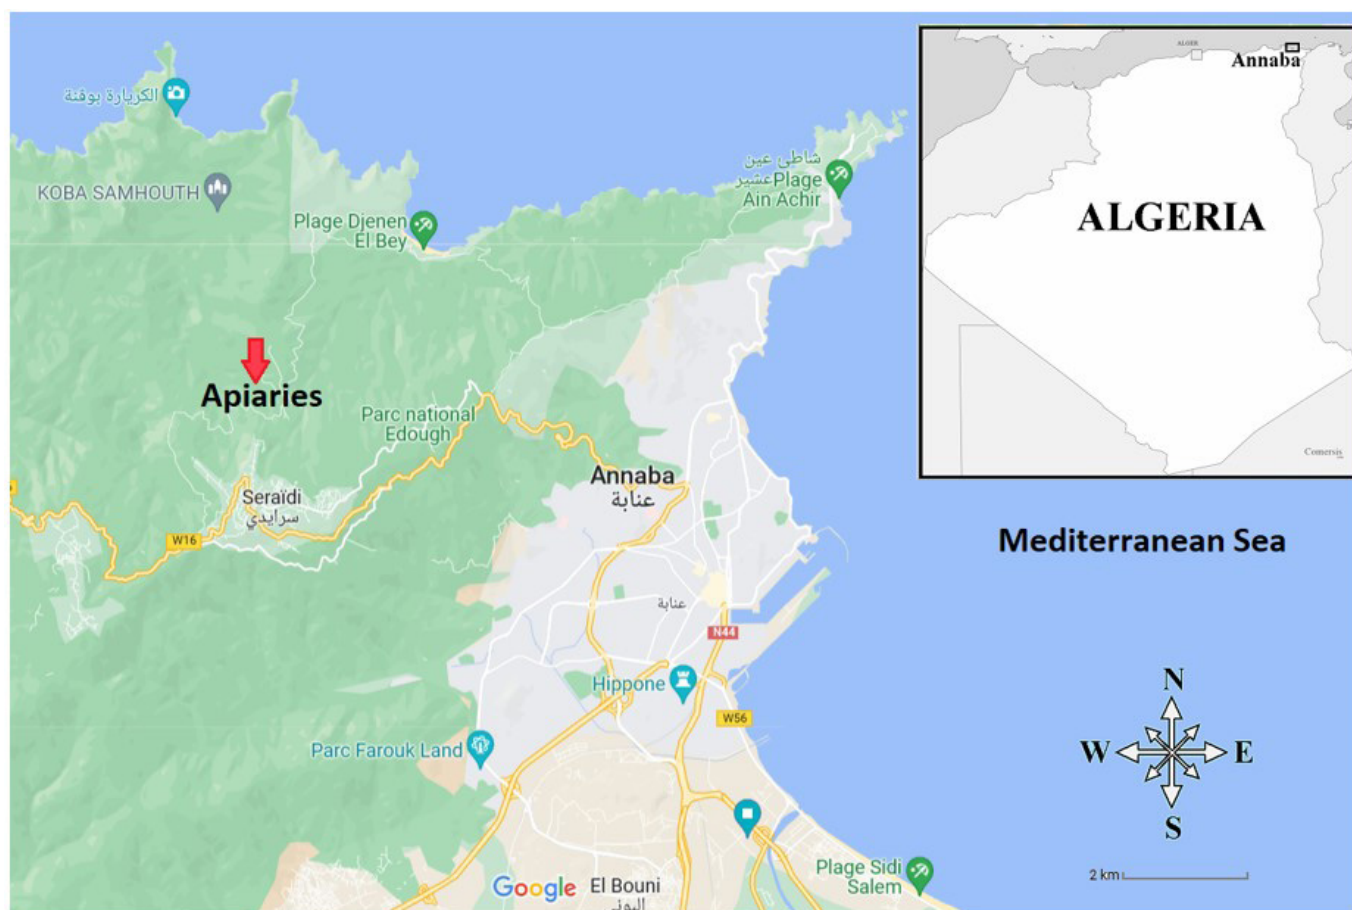 الكريارة بوقنة
KOBA SAMHOUTH
Plage Djenen
El Bey
شاطئ عين
عشير Plage
Ain Achir
ALGER
Annaba
ALGERIA
Comersis
Apiaries
Parc national
Edough
Seraïdi
سرايدي
W16
Annaba
عنابة
Mediterranean Sea
عنابة
N44
Hippone
W56
Parc Farouk Land
N
W
E
S
2 km
Plage Sidi
Salem
Google
El Bouni
البوني